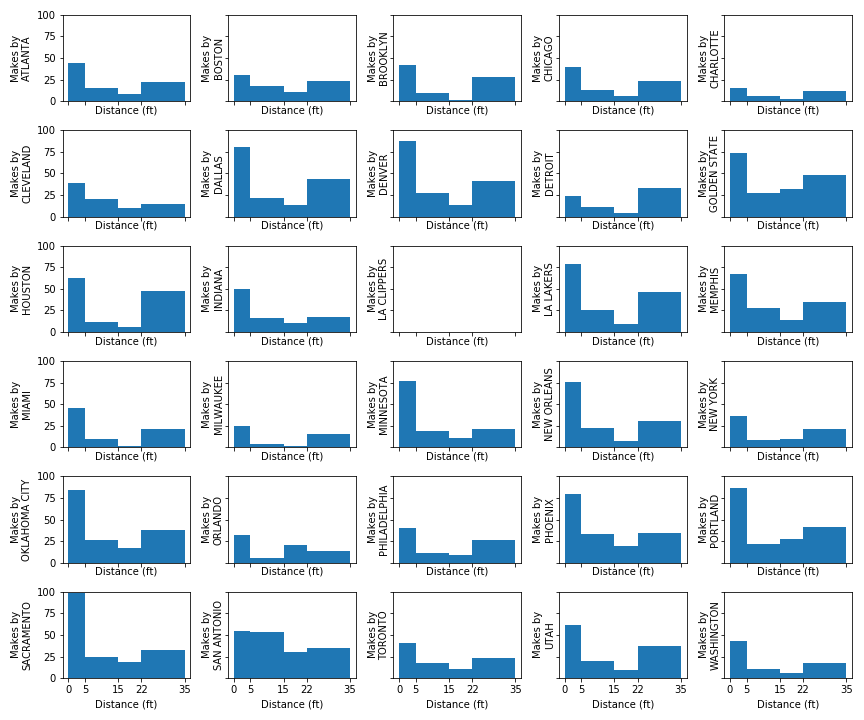 100
75
50
25
0
Makes by
ATLANTA
Distance (ft)
Makes by
BOSTON
Distance (ft)
Makes by
BROOKLYN
Distance (ft)
Makes by
CHICAGO
Distance (ft)
Makes by
CHARLOTTE
Distance (ft)
100
75
50
25
0
Makes by
CLEVELAND
Distance (ft)
Makes by
DALLAS
Distance (ft)
Makes by
DENVER
Distance (ft)
Makes by
DETROIT
Distance (ft)
Makes by
GOLDEN STATE
Distance (ft)
100
75
50
25
0
Makes by
HOUSTON
Distance (ft)
Makes by
INDIANA
Distance (ft)
Makes by
LA CLIPPERS
Distance (ft)
Makes by
LA LAKERS
Distance (ft)
Makes by
MEMPHIS
Distance (ft)
100
75
50
25
0
Makes by
MIAMI
Distance (ft)
Makes by
MILWAUKEE
Distance (ft)
Makes by
MINNESOTA
Distance (ft)
Makes by
NEW ORLEANS
Distance (ft)
Makes by
NEW YORK
Distance (ft)
100
75
50
25
0
Makes by
OKLAHOMA CITY
Distance (ft)
Makes by
ORLANDO
Distance (ft)
Makes by
PHILADELPHIA
Distance (ft)
Makes by
PHOENIX
Distance (ft)
Makes by
PORTLAND
Distance (ft)
100
75
50
25
0
Makes by
SACRAMENTO
0 5 15 22 35
Distance (ft)
Makes by
SAN ANTONIO
0 5 15 22 35
Distance (ft)
Makes by
TORONTO
0 5 15 22 35
Distance (ft)
Makes by
UTAH
0 5 15 22 35
Distance (ft)
Makes by
WASHINGTON
0 5 15 22 35
Distance (ft)